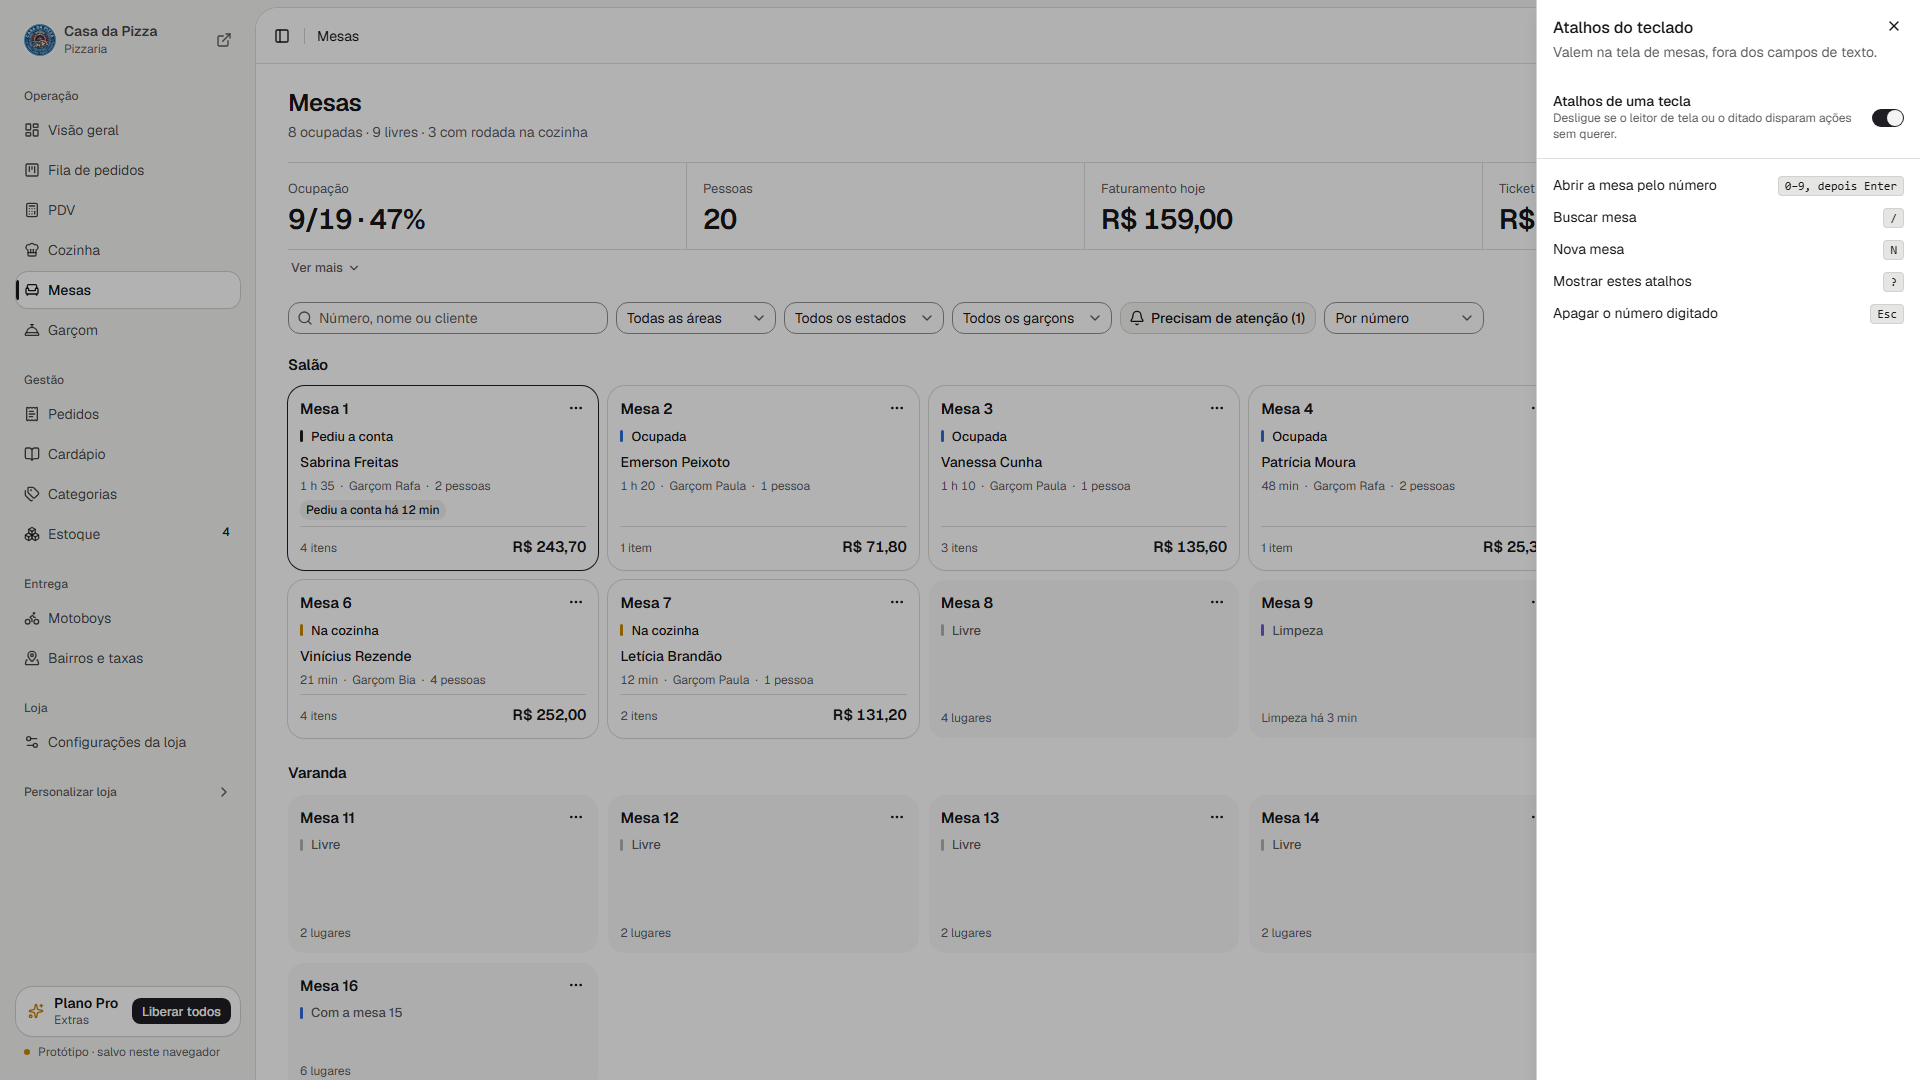 Casa da Pizza
Pizzaria
Operação
Visão geral
Fila de pedidos
PDV
Cozinha
Mesas
Garçom
Gestão
Pedidos
Cardápio
Categorias
Estoque
4
Entrega
Motoboys
Bairros e taxas
Loja
Configurações da loja
Personalizar loja
Plano Pro
Extras
Liberar todos
Protótipo · salvo neste navegador
Mesas
Mesas
8 ocupadas · 9 livres · 3 com rodada na cozinha
Ocupação
9/19 · 47%
Pessoas
20
Faturamento hoje
R$ 159,00
Ticket
R$
Ver mais
Número, nome ou cliente
Todas as áreas
Todos os estados
Todos os garçons
Precisam de atenção (1)
Por número
Salão
Mesa 1
Pediu a conta
Sabrina Freitas
1 h 35 · Garçom Rafa · 2 pessoas
Pediu a conta há 12 min
4 itens
R$ 243,70
Mesa 2
Ocupada
Emerson Peixoto
1 h 20 · Garçom Paula · 1 pessoa
1 item
R$ 71,80
Mesa 3
Ocupada
Vanessa Cunha
1 h 10 · Garçom Paula · 1 pessoa
3 itens
R$ 135,60
Mesa 4
Ocupada
Patrícia Moura
48 min · Garçom Rafa · 2 pessoas
1 item
R$ 25,3
Mesa 6
Na cozinha
Vinícius Rezende
21 min · Garçom Bia · 4 pessoas
4 itens
R$ 252,00
Mesa 7
Na cozinha
Letícia Brandão
12 min · Garçom Paula · 1 pessoa
2 itens
R$ 131,20
Mesa 8
Livre
4 lugares
Mesa 9
Limpeza
Limpeza há 3 min
Varanda
Mesa 11
Livre
2 lugares
Mesa 12
Livre
2 lugares
Mesa 13
Livre
2 lugares
Mesa 14
Livre
2 lugares
Mesa 16
Com a mesa 15
6 lugares
Atalhos do teclado
Valem na tela de mesas, fora dos campos de texto.
Atalhos de uma tecla
Desligue se o leitor de tela ou o ditado disparam ações
sem querer.
Abrir a mesa pelo número
0–9, depois Enter
Buscar mesa
/
Nova mesa
N
Mostrar estes atalhos
?
Apagar o número digitado
Esc